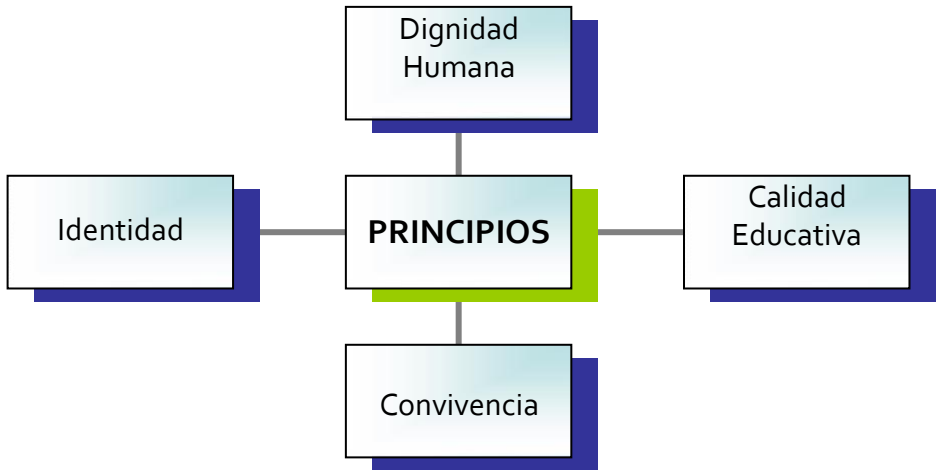 Dignidad
Humana
Identidad
PRINCIPIOS
Calidad
Educativa
Convivencia